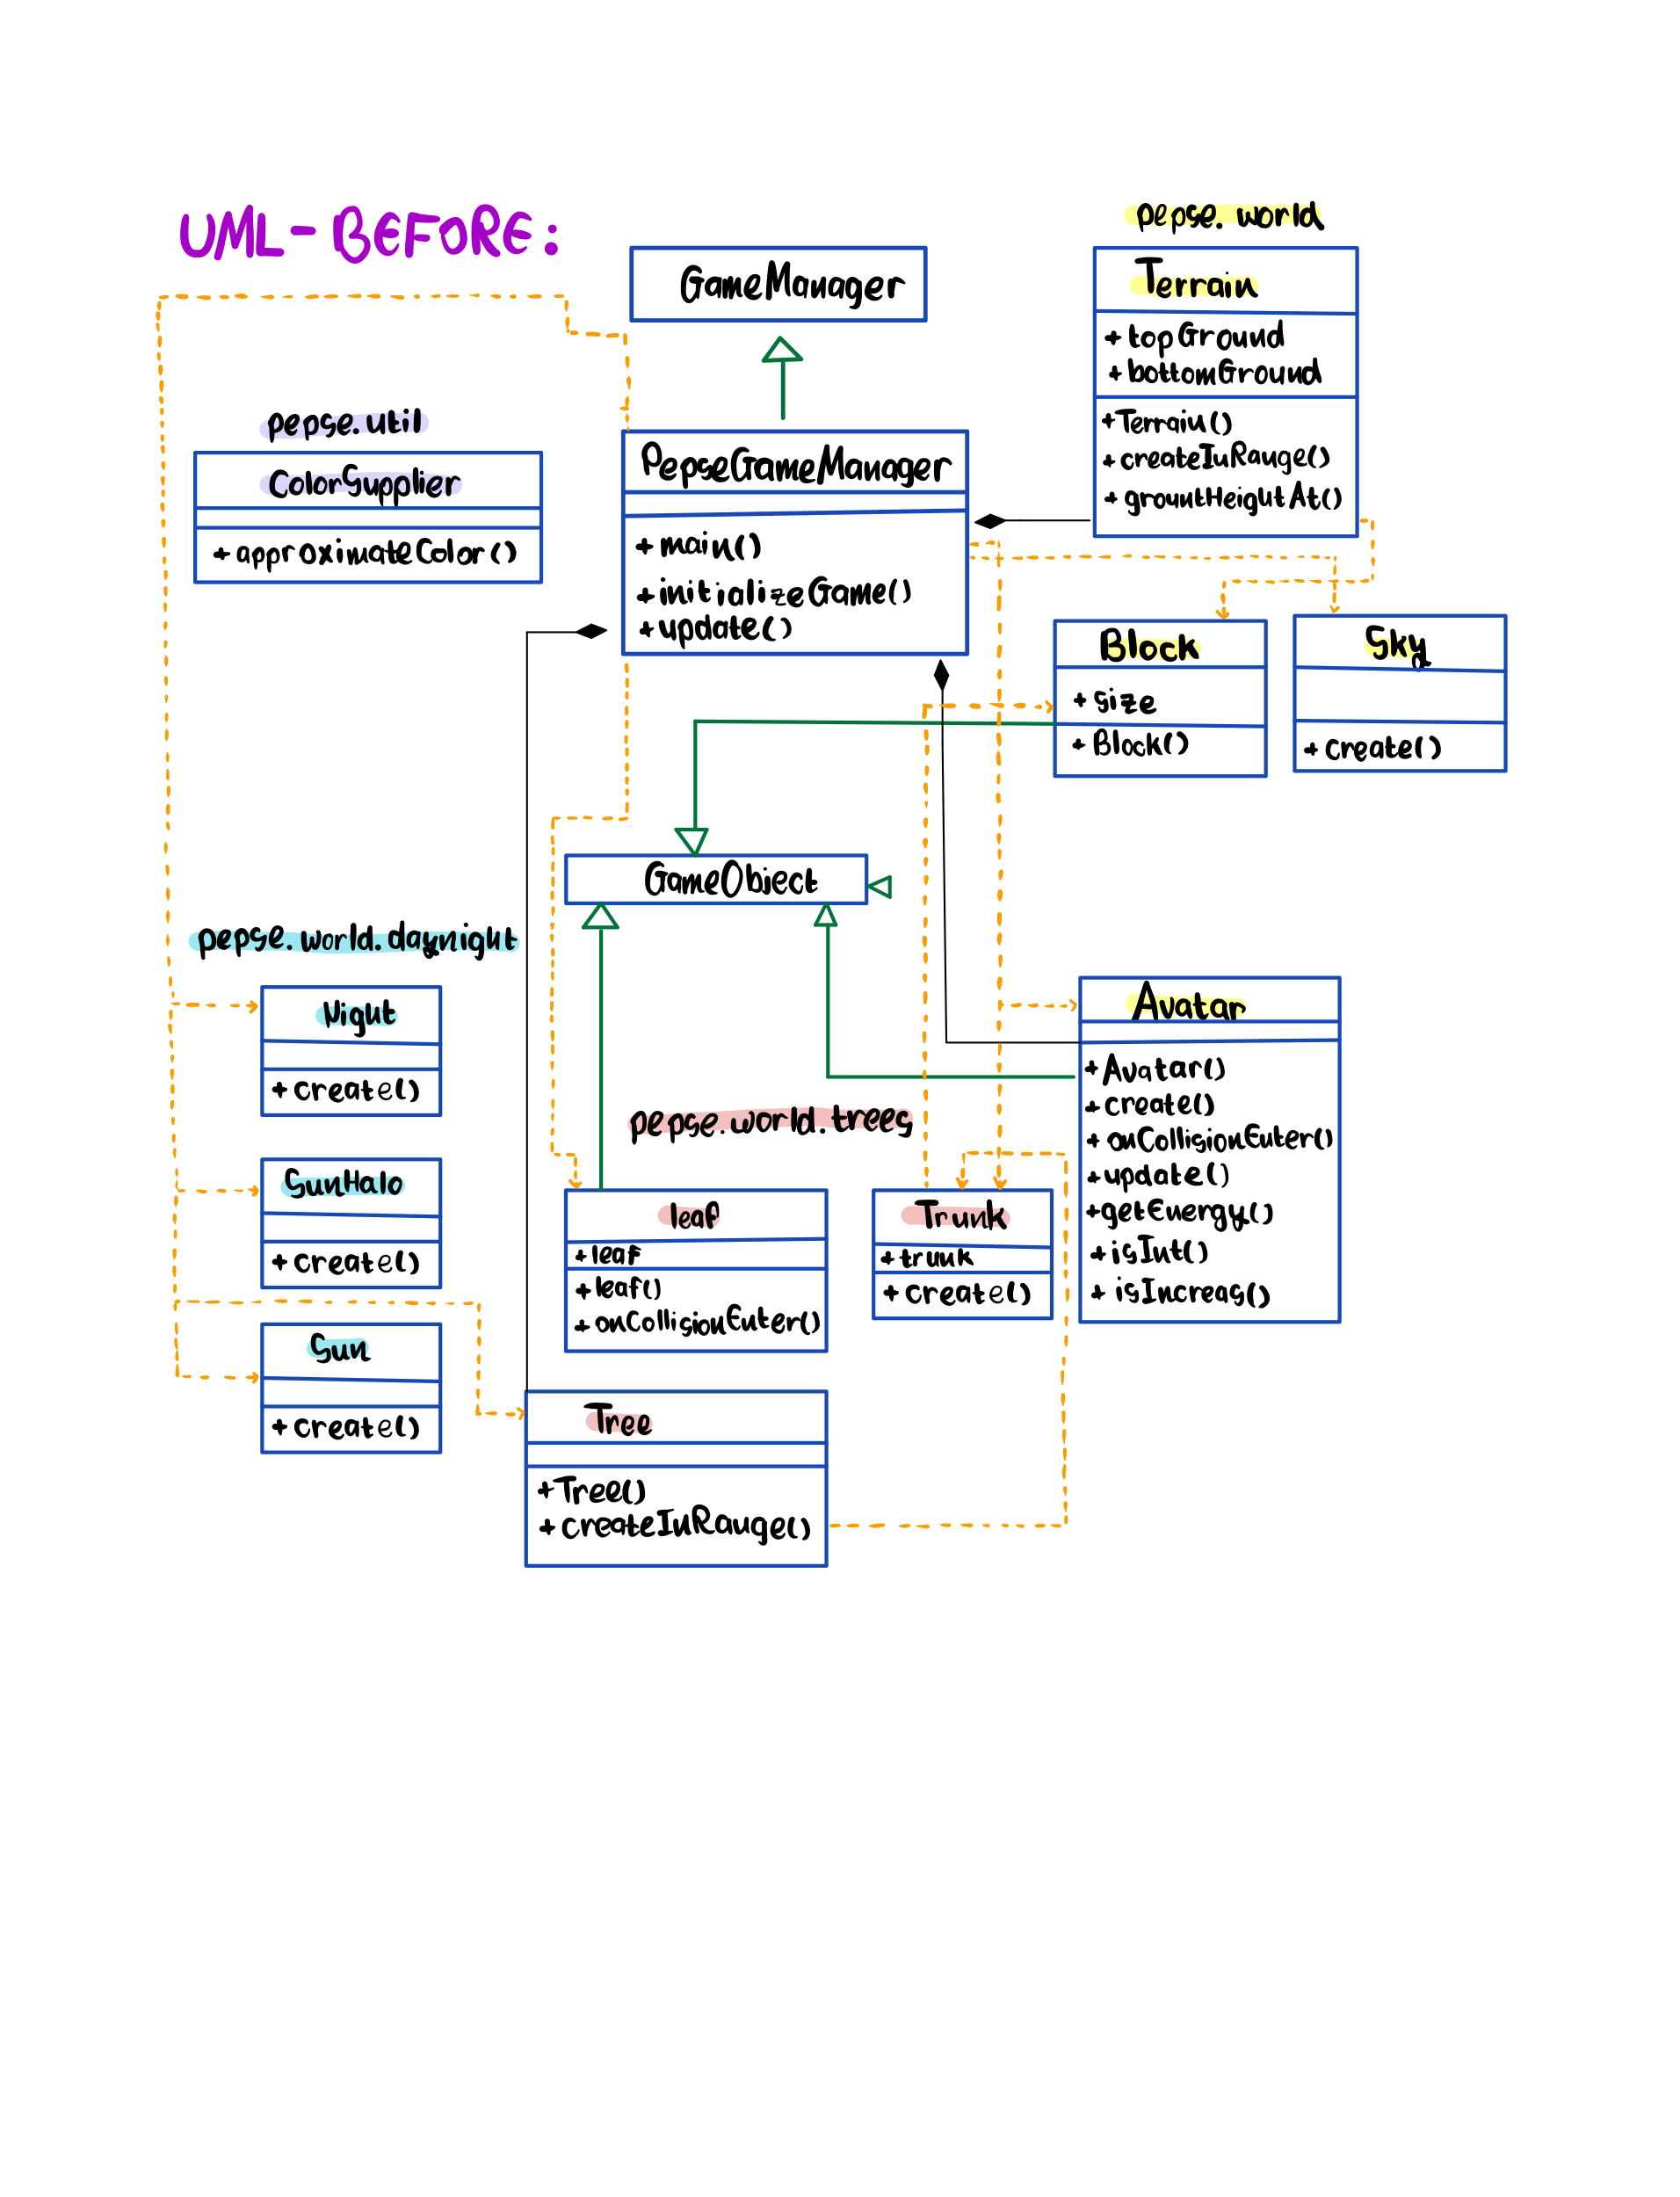 UML-BEFORE:
GameManager
pepse.world
Terrain
+ topGround
+ bottomGround
+Terrain()
+createInRange()
+ grountHeightAt()
pepse.util
ColorSupplier
+ approximateColor()
PepseGameManager
+ main()
+initializeGame()
+update()
Block
+ size
+ Block()
Sky
+ create()
GameObject
pepse.world.daynight
Night
+ create()
SunHalo
+ create()
Sun
+ create()
pepse.world.trees
leaf
+ leaf
+ leaf()
+ onCollisionEnter()
Trunk
+ trunk
+ create()
Avatar
+Avatar()
+create()
+ onCollisionEnter()
+update()
+getEnergy()
+isInt()
+ isIncreas()
Tree
+Tree()
+createInRange()